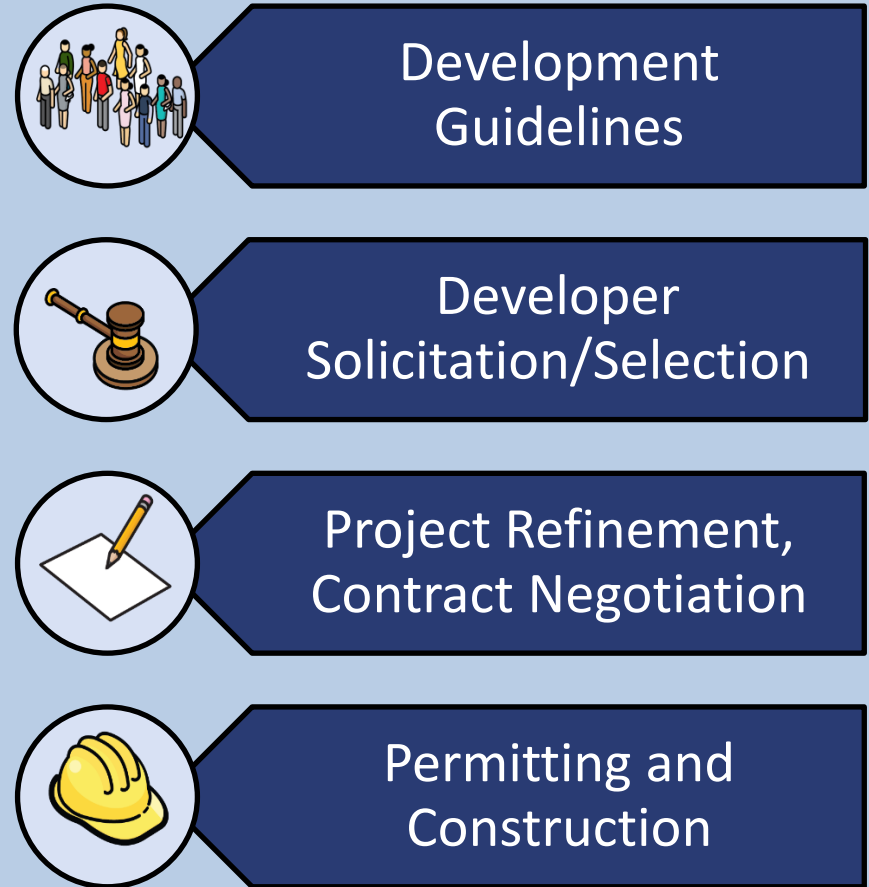 Development
Guidelines
Developer
Solicitation/Selection
Project Refinement,
Contract Negotiation
Permitting and
Construction